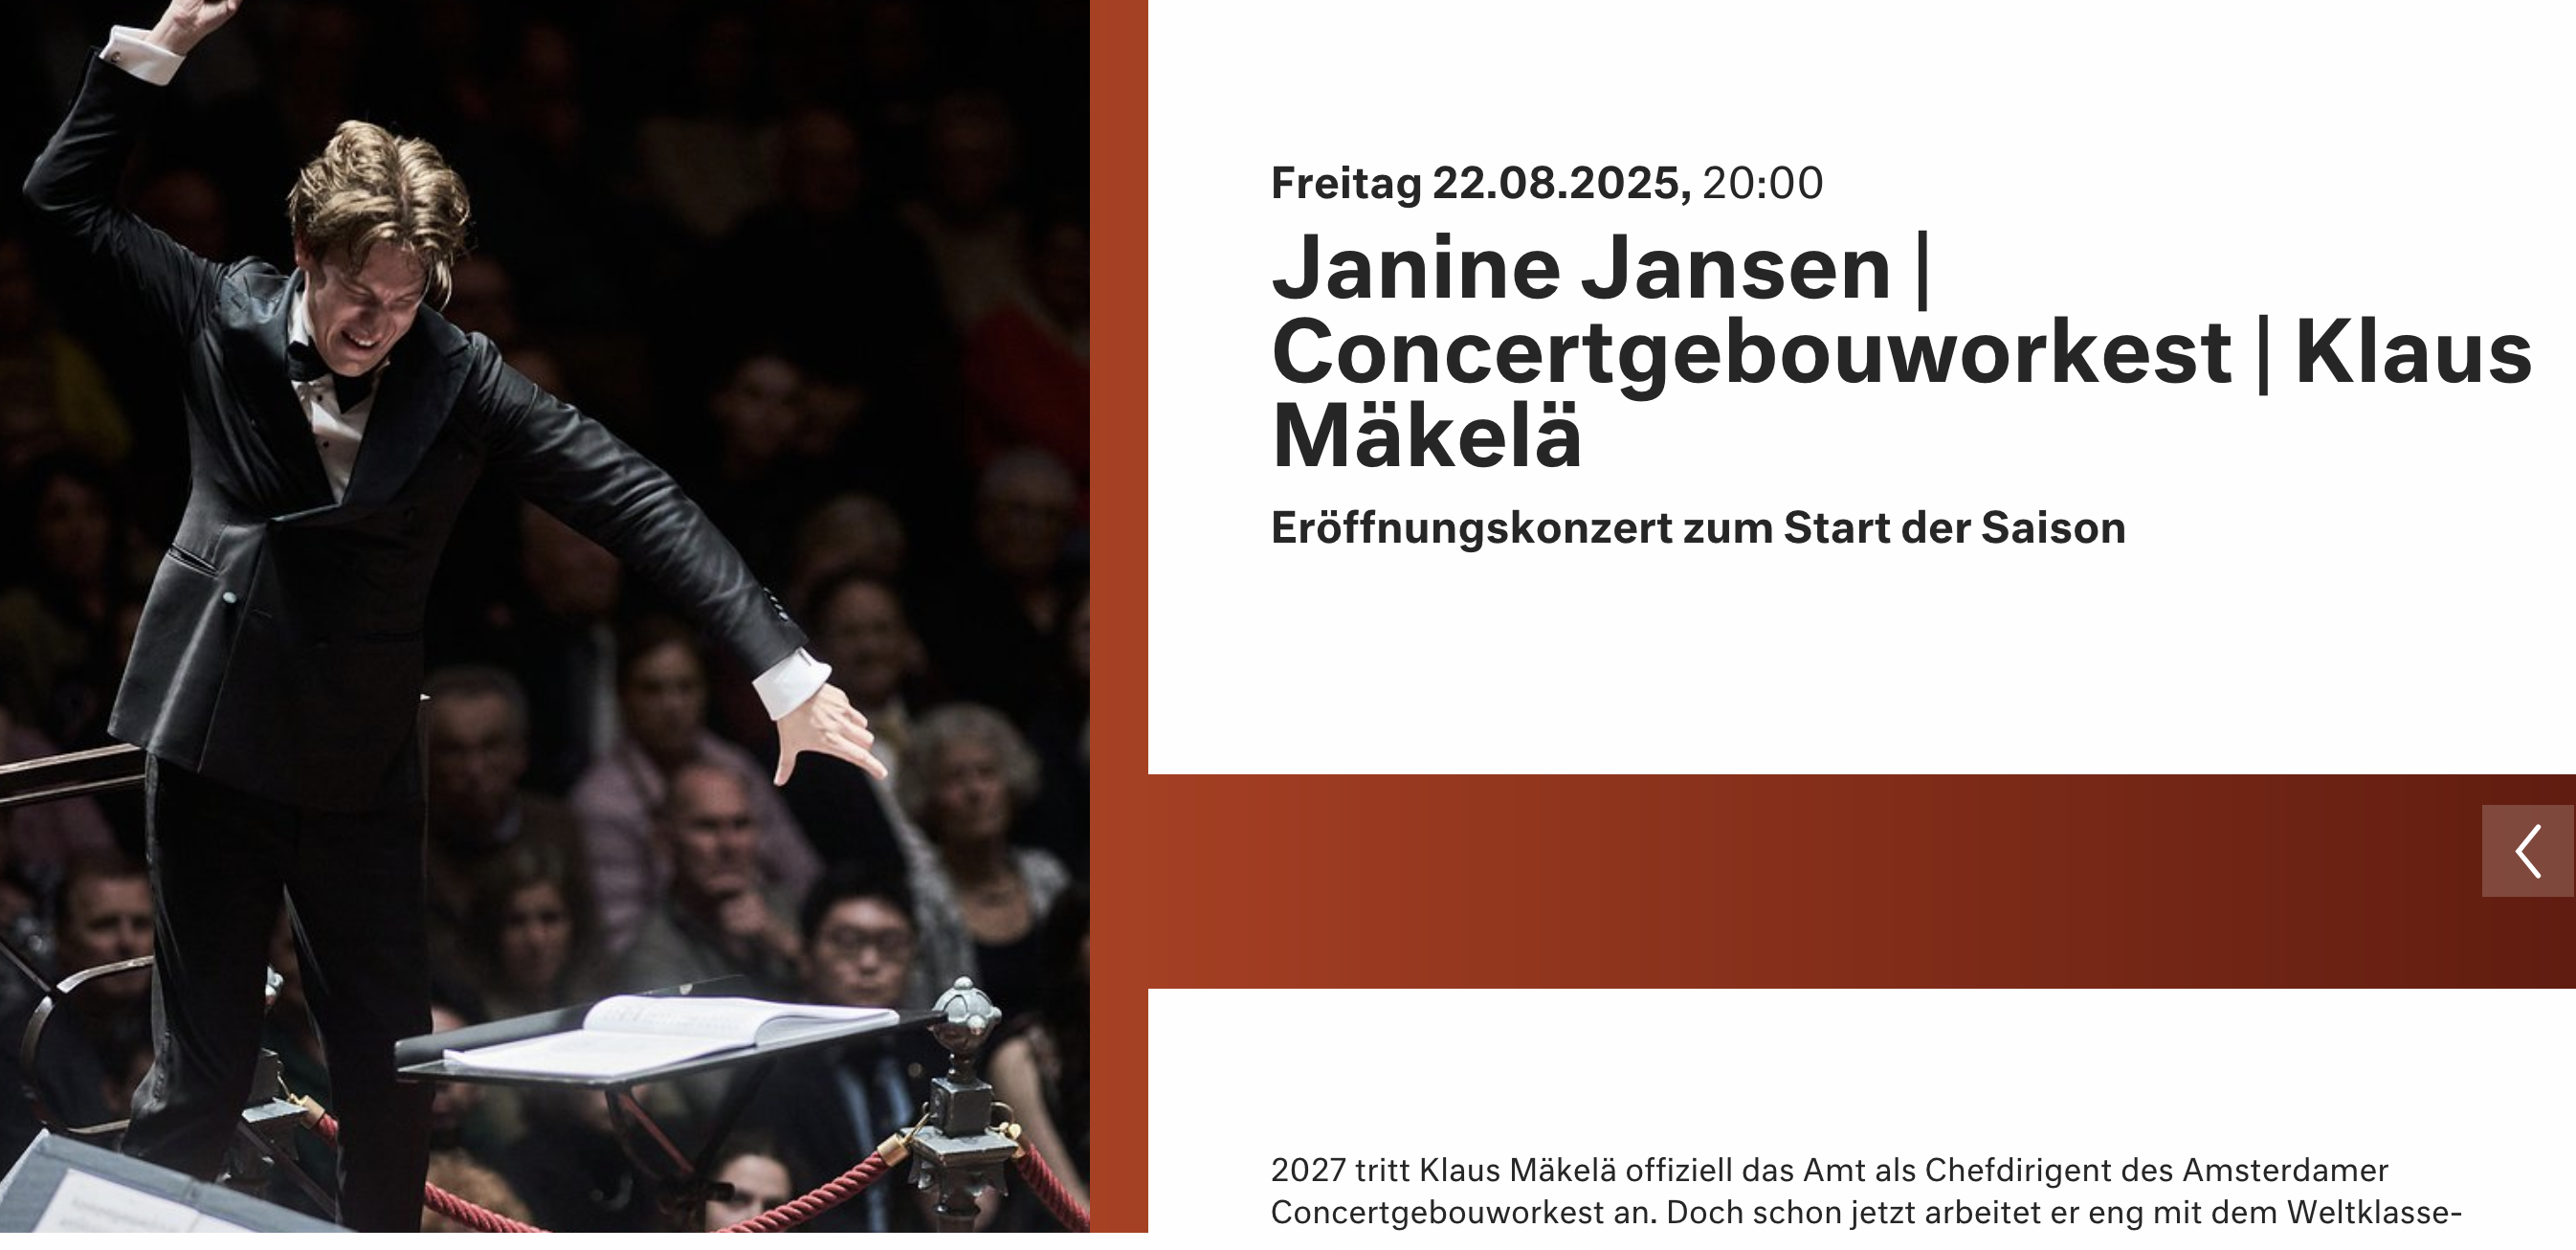 Freitag 22.08.2025, 20:00
Janine Jansen |
Concertgebouworkest | Klaus
Mäkelä
Eröffnungskonzert zum Start der Saison
2027 tritt Klaus Mäkelä offiziell das Amt als Chefdirigent des Amsterdamer
Concertgebouworkest an. Doch schon jetzt arbeitet er eng mit dem Weltklasse-